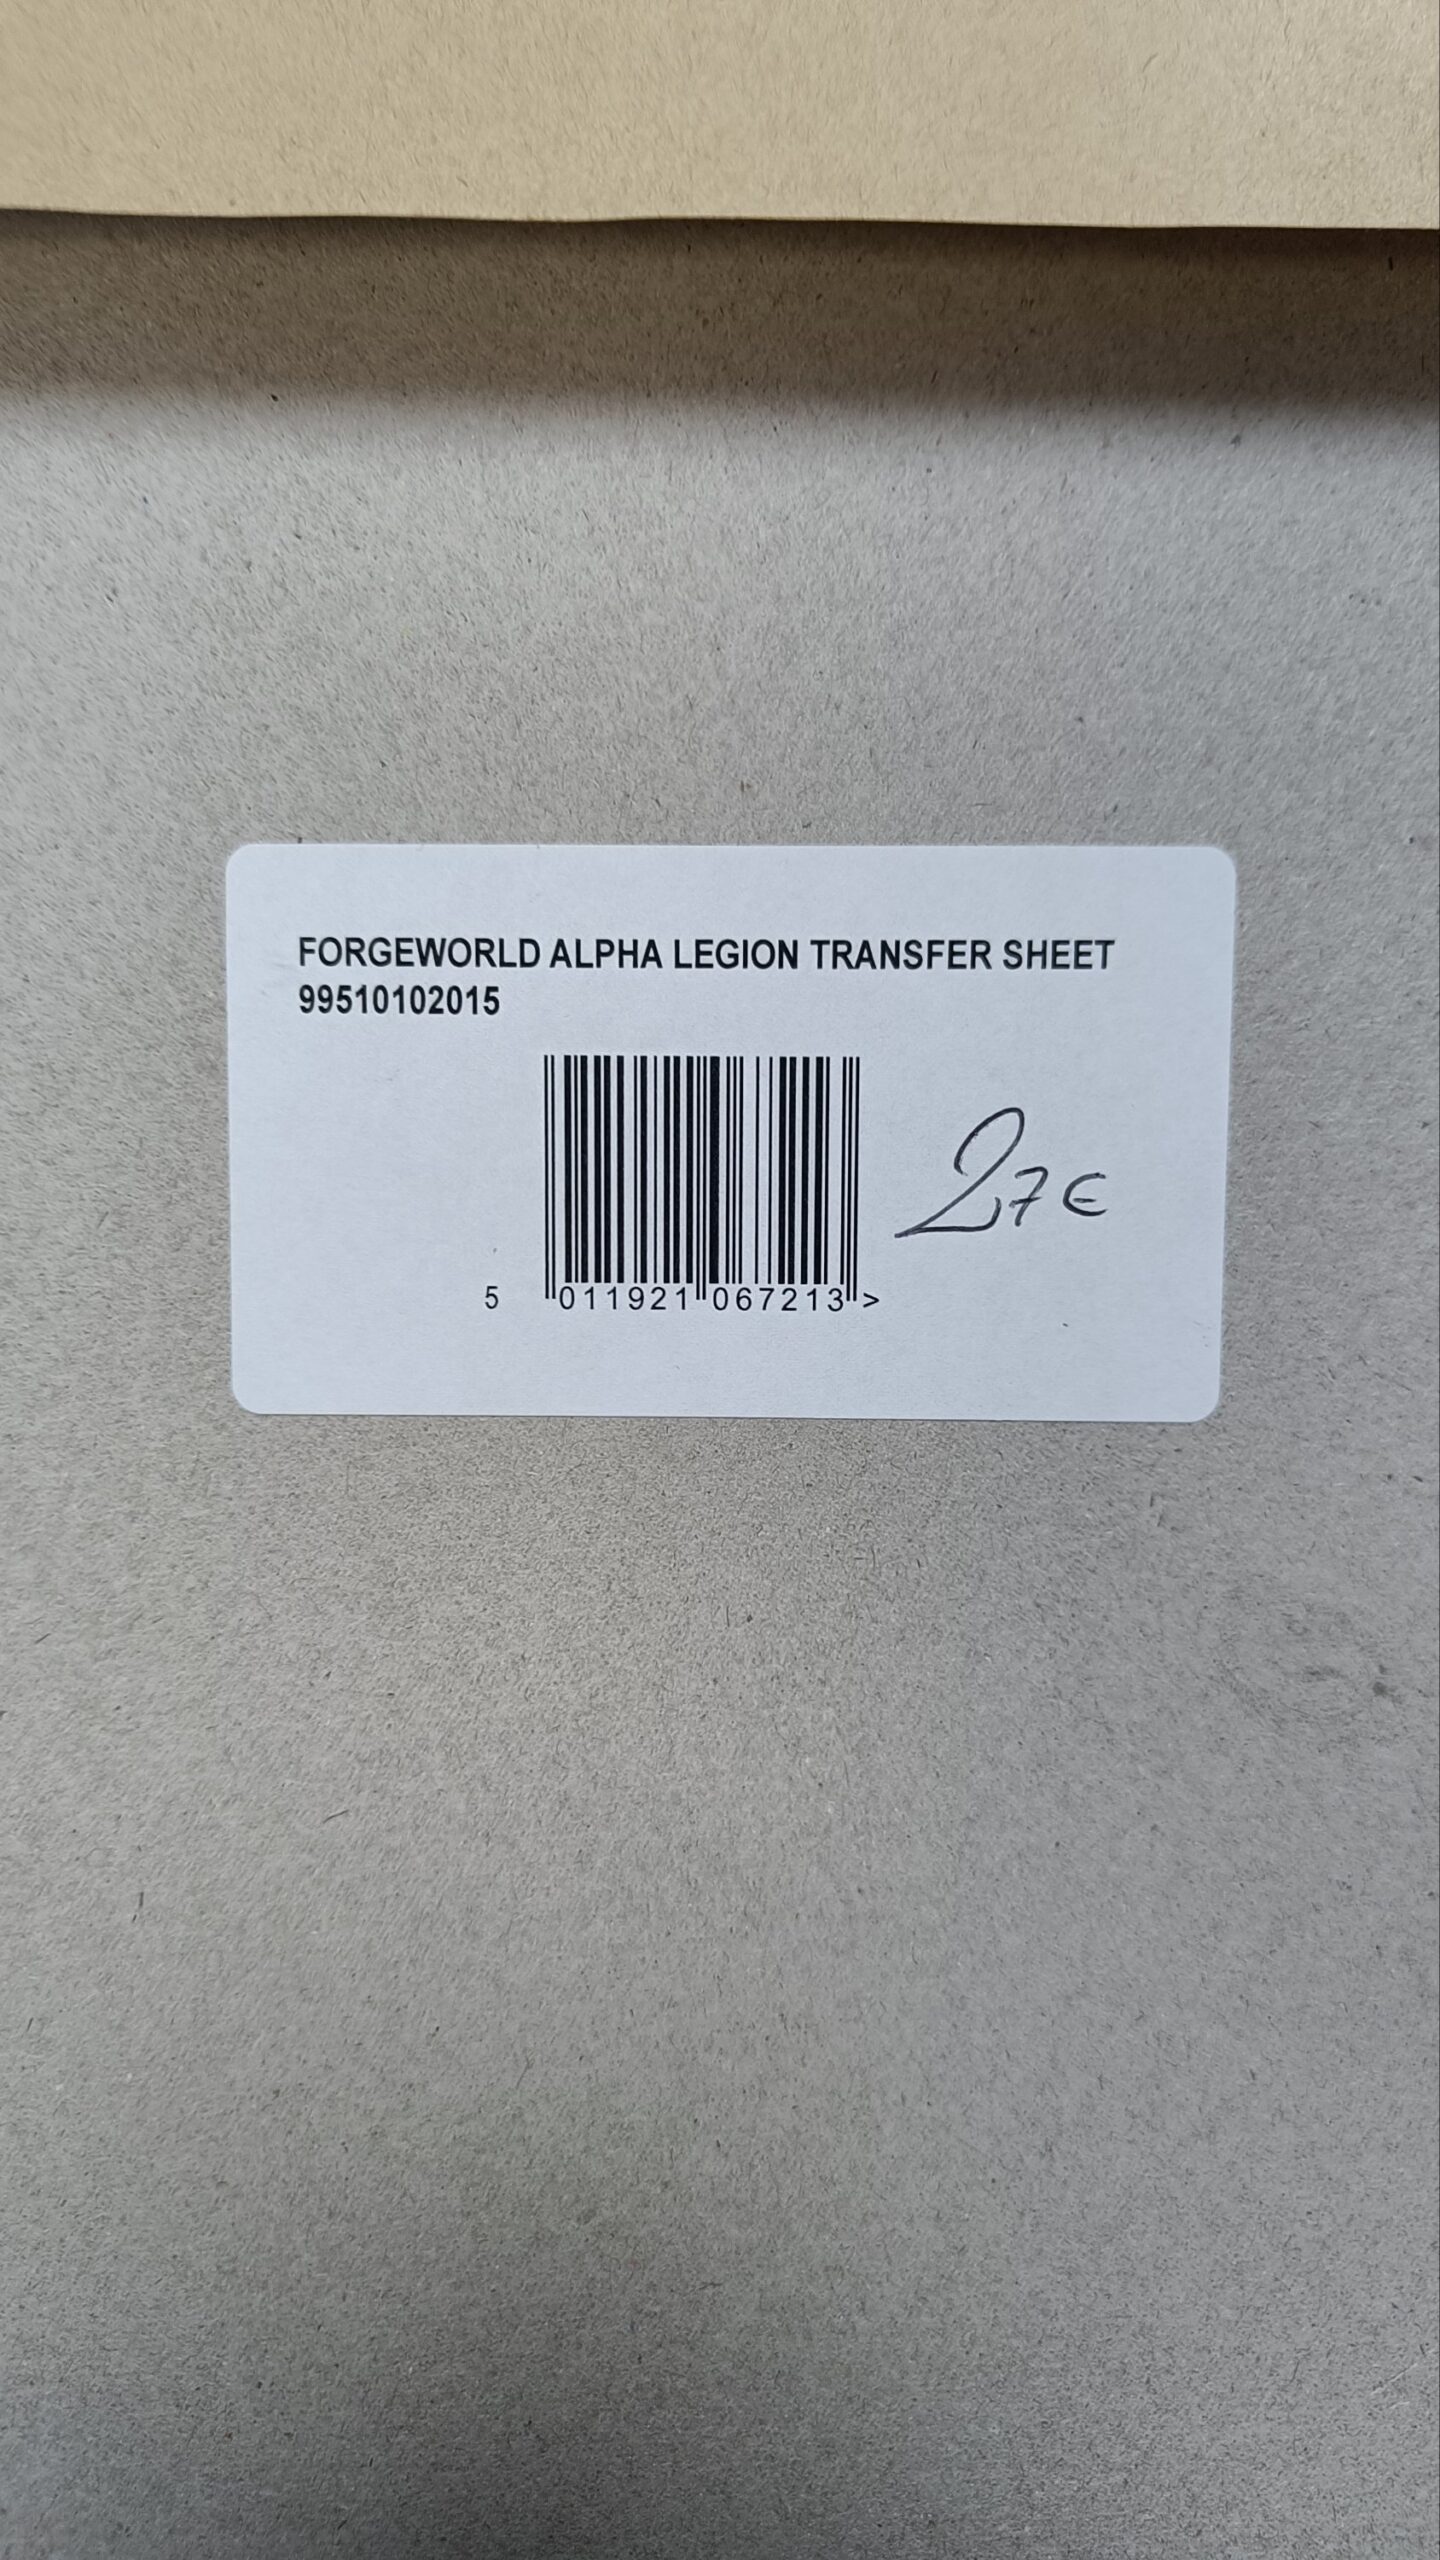 FORGEWORLD ALPHA LEGION TRANSFER SHEET
99510102015
27€
5 011921 067213 >